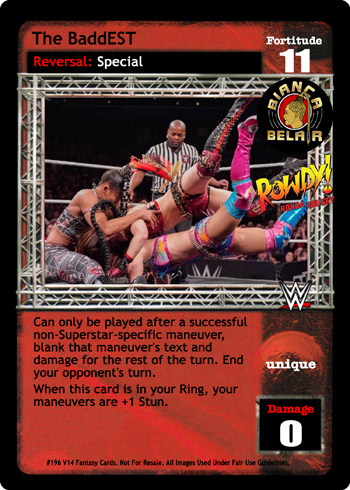 The BaddEST
Fortitude
11
Reversal: Special
BIANCA
BELAIR
ROWDY!
W
Can only be played after a successful
non-Superstar-specific maneuver,
blank that maneuver's text and
damage for the rest of the turn. End
your opponent's turn.
When this card is in your Ring, your
maneuvers are +1 Stun.
unique
Damage
0
#196 V14 Fantasy Cards. Not For Resale. All Images Used Under Fair Use Guidelines.